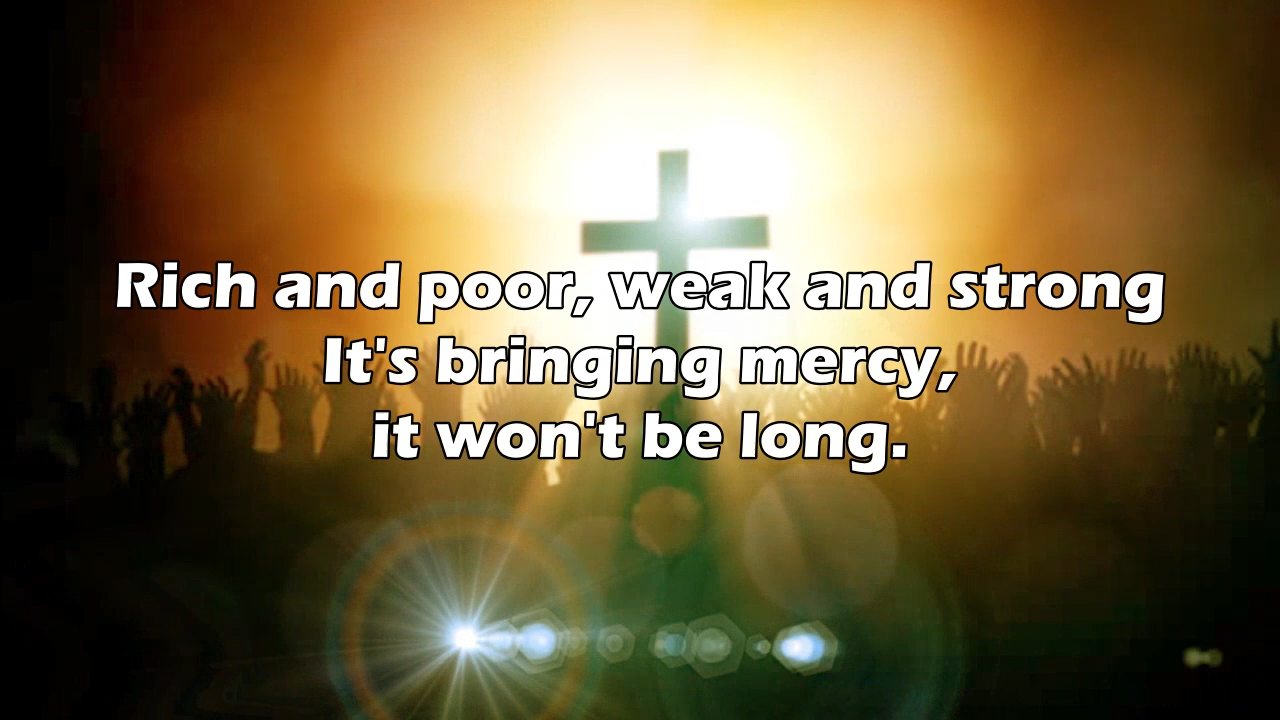 Rich and poor, weak and strong
It's bringing mercy,
it won't be long.